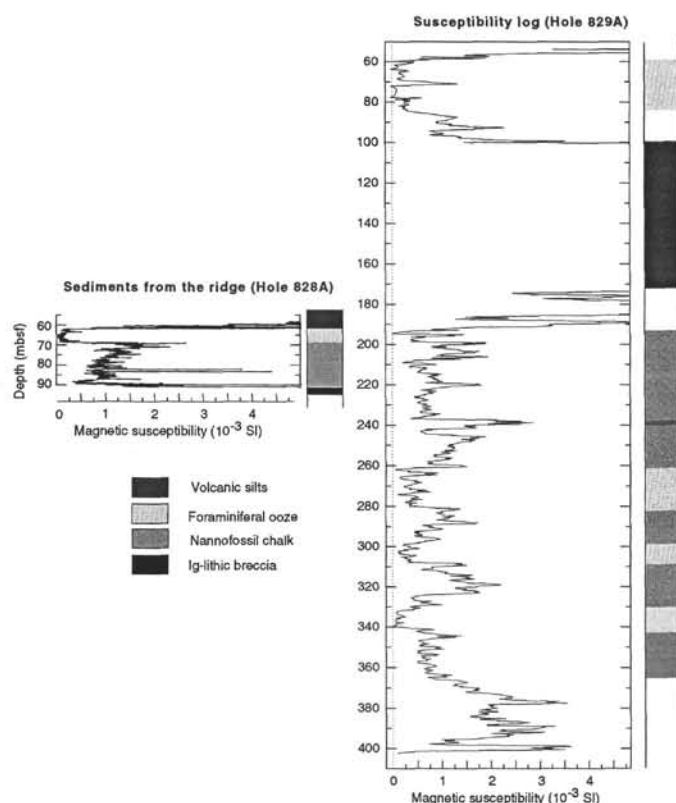 Susceptibility log (Hole 829A)
60
80
100
120
140
160
180
200
220
240
260
280
300
320
340
360
380
400
0 1 2 3 4
Magnetic susceptibility (10-3 SI)
Sediments from the ridge (Hole 828A)
Depth (mbsf)
60
70
80
90
0 1 2 3 4
Magnetic susceptibility (10-3 SI)
Volcanic silts
Foraminiferal ooze
Nannofossil chalk
Ig-lithic breccia